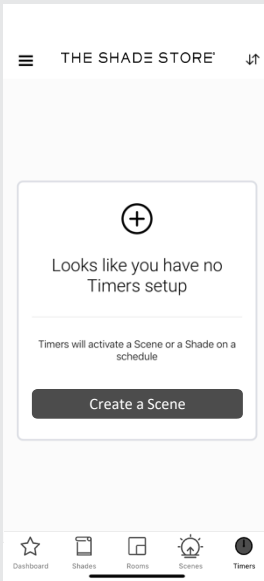 THE SHADE STORE
Looks like you have no
Timers setup
Timers will activate a Scene or a Shade on a
schedule
Create a Scene
Dashboard
Shades
Rooms
Scenes
Timers